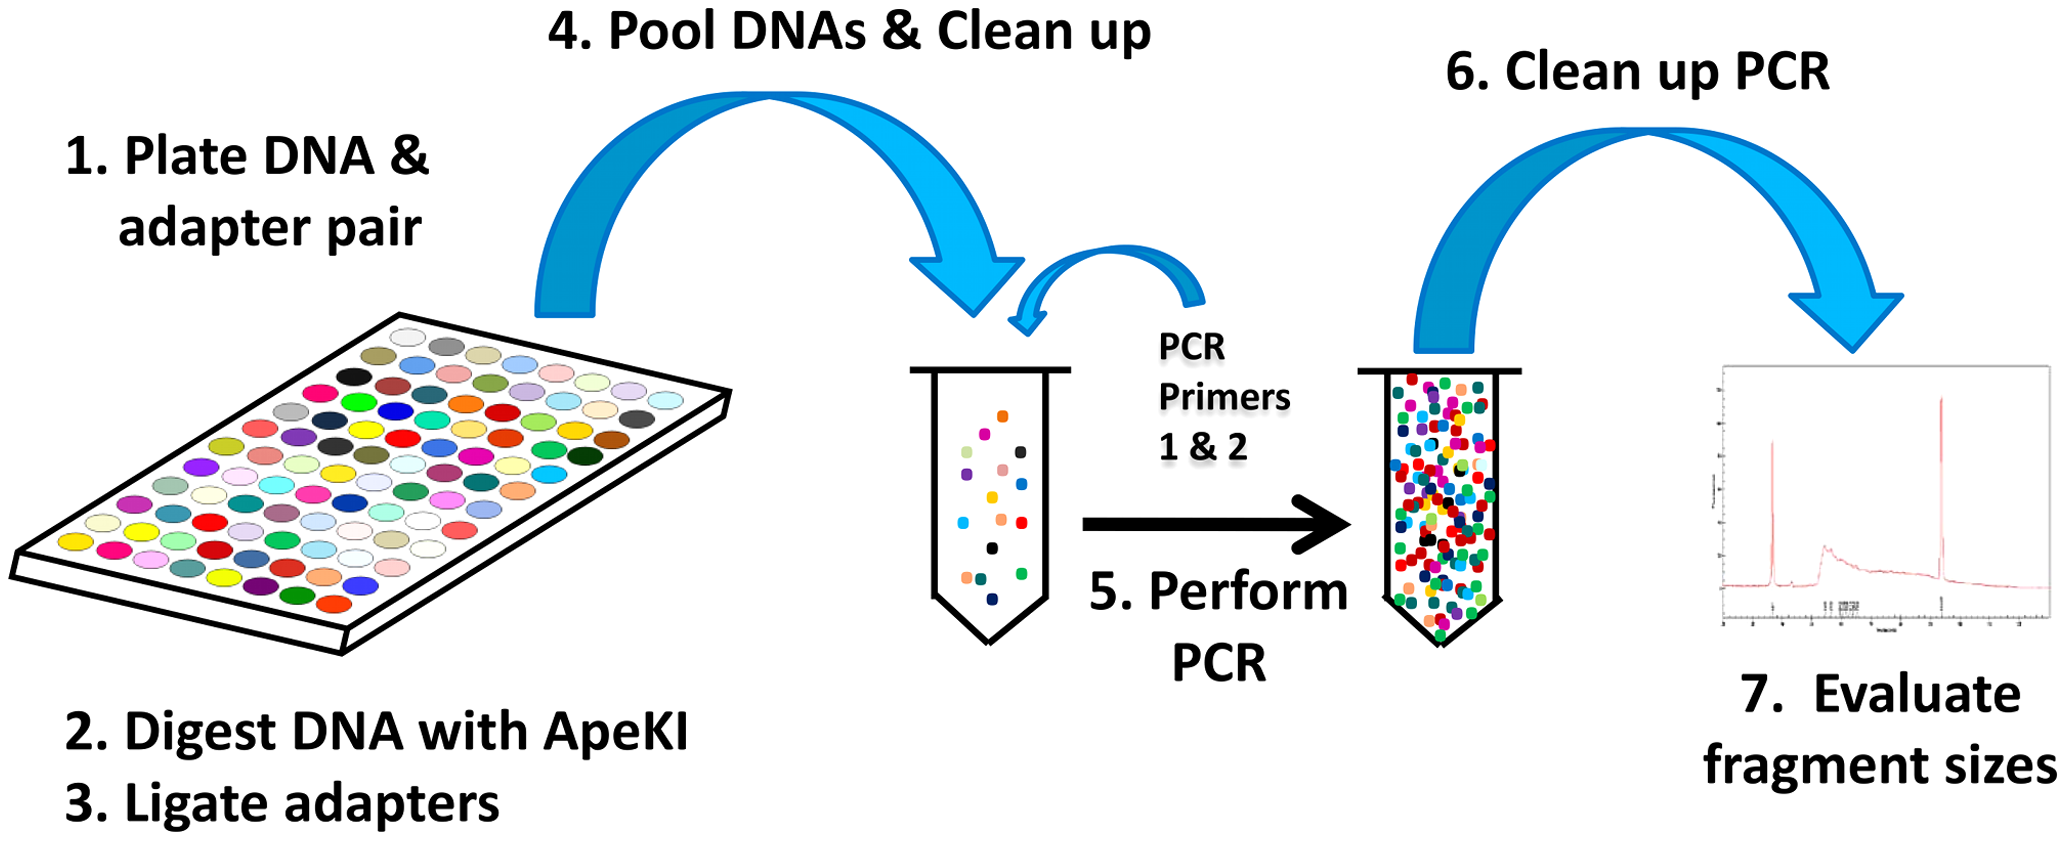 4. Pool DNAs & Clean up
6. Clean up PCR
1. Plate DNA &
adapter pair
PCR
Primers
1 & 2
5. Perform
PCR
2. Digest DNA with ApeKI
3. Ligate adapters
7. Evaluate
fragment sizes